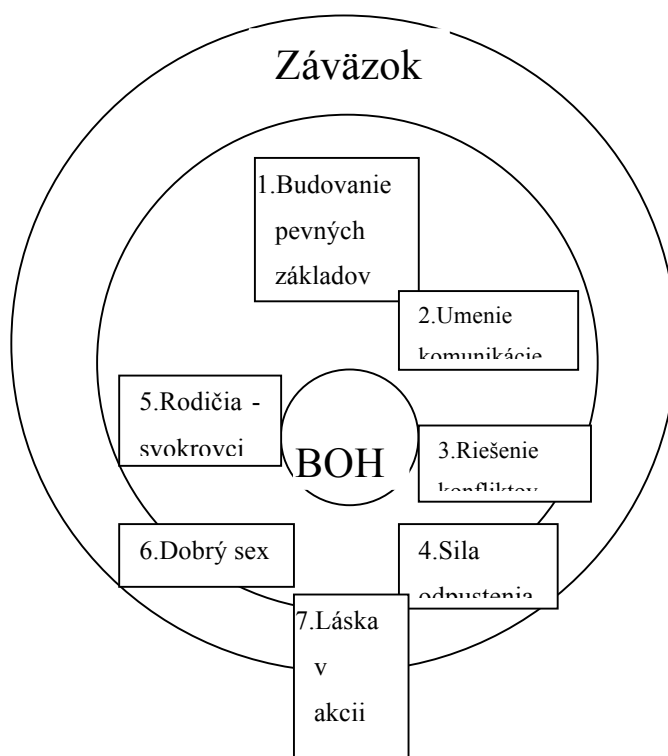 Záväzok
1.Budovanie
pevných
základov
2.Umenie
komunikácie
5.Rodičia -
svokrovci
BOH
3.Riešenie
konfliktov
6.Dobrý sex
4.Sila
odpustenia
7.Láska
v
akcii